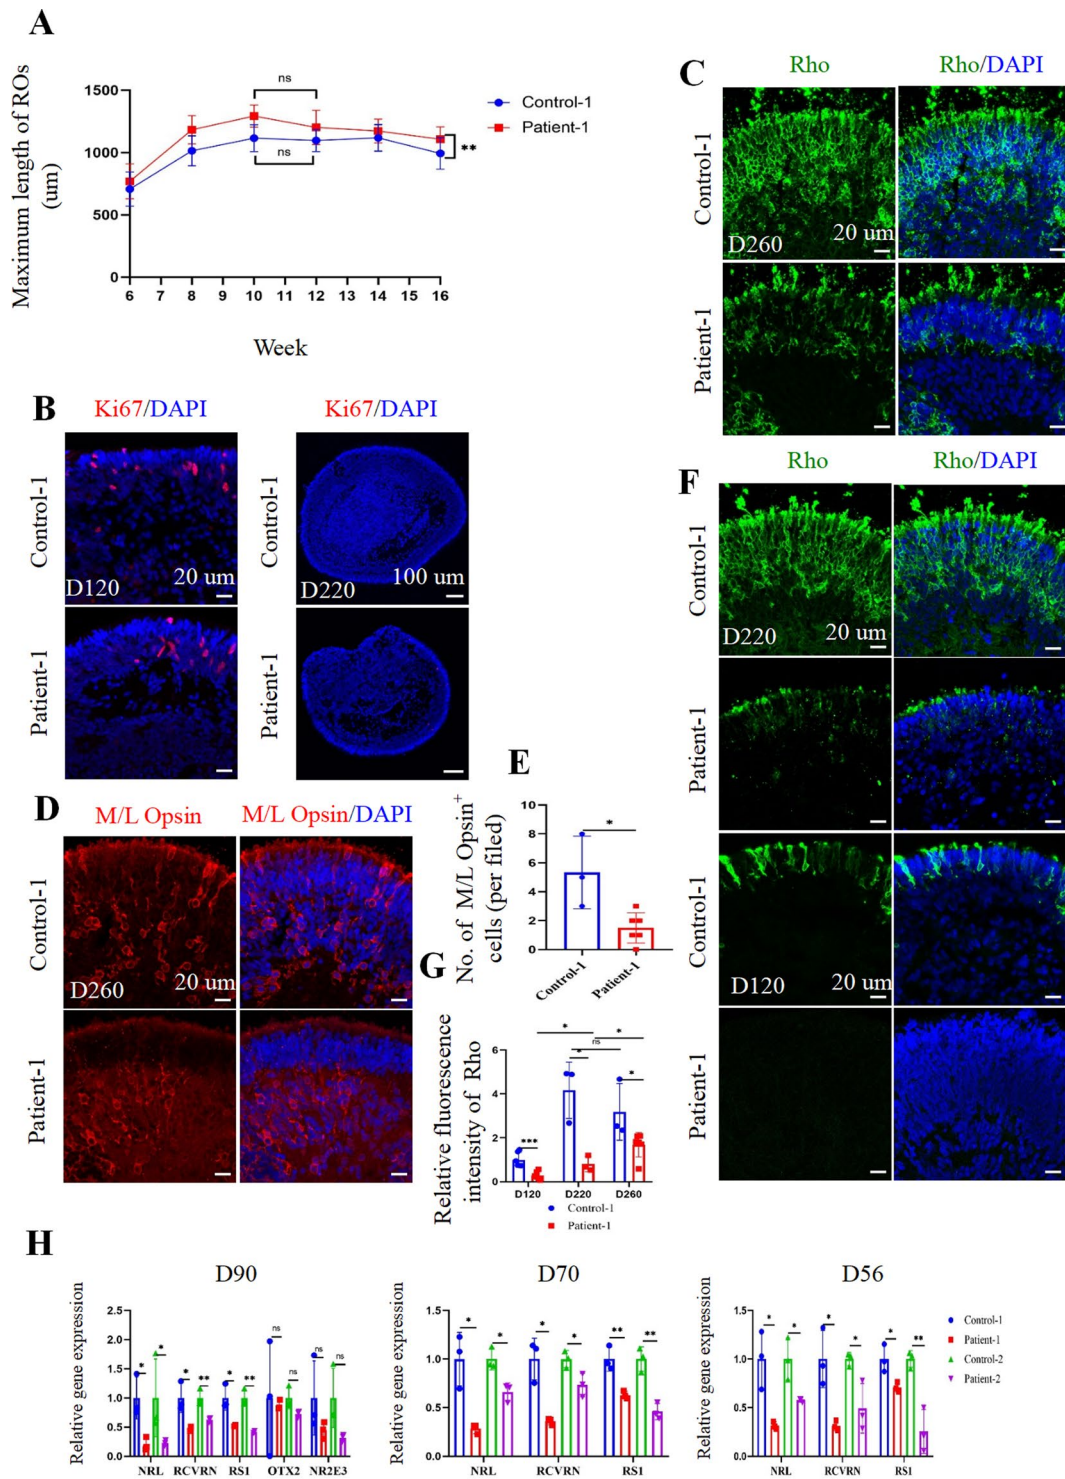 A
Maximum length of ROs
(um)
1500
1000
500
0
ns
ns
**
6 7 8 9 10 11 12 13 14 15 16
Week
Control-1
Patient-1
B
Ki67/DAPI
Ki67/DAPI
Control-1
Control-1
D120
20 um
D220
100 um
Patient-1
Patient-1
C
Rho
Rho/DAPI
Control-1
D260
20 um
Patient-1
D
M/L Opsin
M/L Opsin/DAPI
Control-1
D260
20 um
Patient-1
E
No. of M/L Opsin+
cells (per filed)
10
8
6
4
2
0
*
Control-1
Patient-1
F
Rho
Rho/DAPI
Control-1
D220
20 um
Patient-1
Control-1
D120
20 um
Patient-1
G
Relative fluorescence
intensity of Rho
6
4
2
0
*
*
ns
*
*
***
D120 D220 D260
Control-1
Patient-1
H
D90
Relative gene expression
2.5
2.0
1.5
1.0
0.5
0.0
* * * ** * ** ns ns ns ns
NRL RCVRN RS1 OTX2 NR2E3
D70
Relative gene expression
1.5
1.0
0.5
0.0
* * * * ** **
NRL RCVRN RS1
D56
Relative gene expression
1.5
1.0
0.5
0.0
* * * * * **
NRL RCVRN RS1
Control-1
Patient-1
Control-2
Patient-2